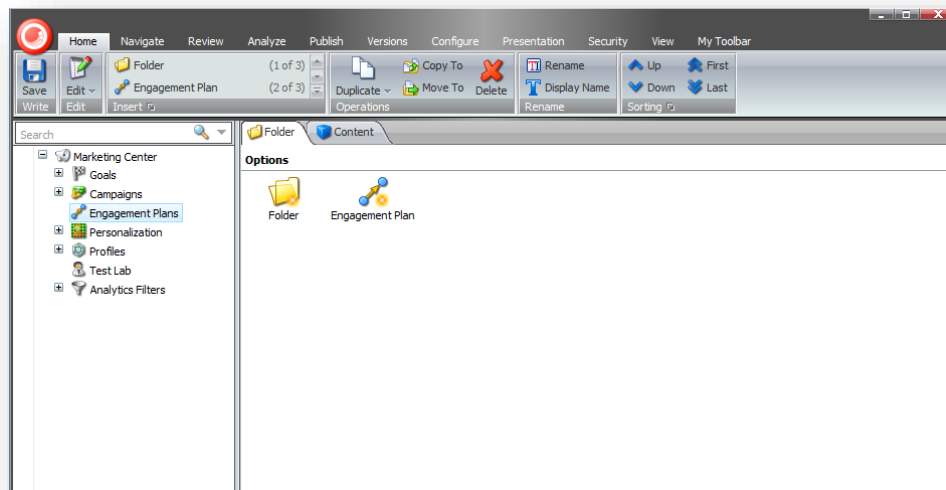 Home Navigate Review Analyze Publish Versions Configure Presentation Security View My Toolbar
Folder (1 of 3) Copy To Rename Up First
Save Edit Engagement Plan (2 of 3) Duplicate Move To Delete Display Name Down Last
Write Edit Insert Operations Rename Sorting
Search Folder Content
Marketing Center Options
Goals
Campaigns
Engagement Plans Folder Engagement Plan
Personalization
Profiles
Test Lab
Analytics Filters